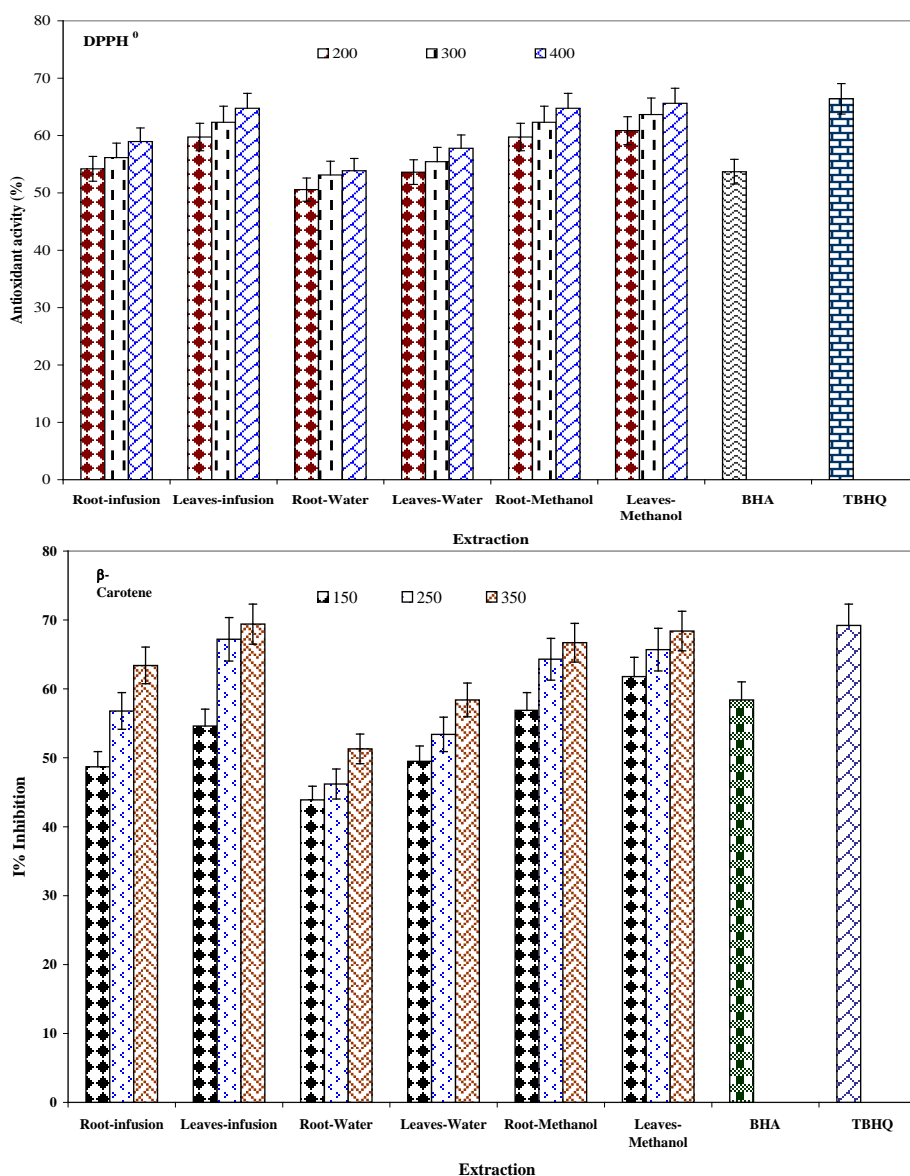 80
70
60
50
40
30
20
10
0
Antioxidant acivity (%)
DPPH 0
200 300 400
Root-infusion Leaves-infusion Root-Water Leaves-Water Root-Methanol Leaves- BHA TBHQ
Methanol
Extraction
80
70
60
50
40
30
20
10
0
I% Inhibition
β-
Carotene
150 250 350
Root-infusion Leaves-infusion Root-Water Leaves-Water Root-Methanol Leaves- BHA TBHQ
Methanol
Extraction